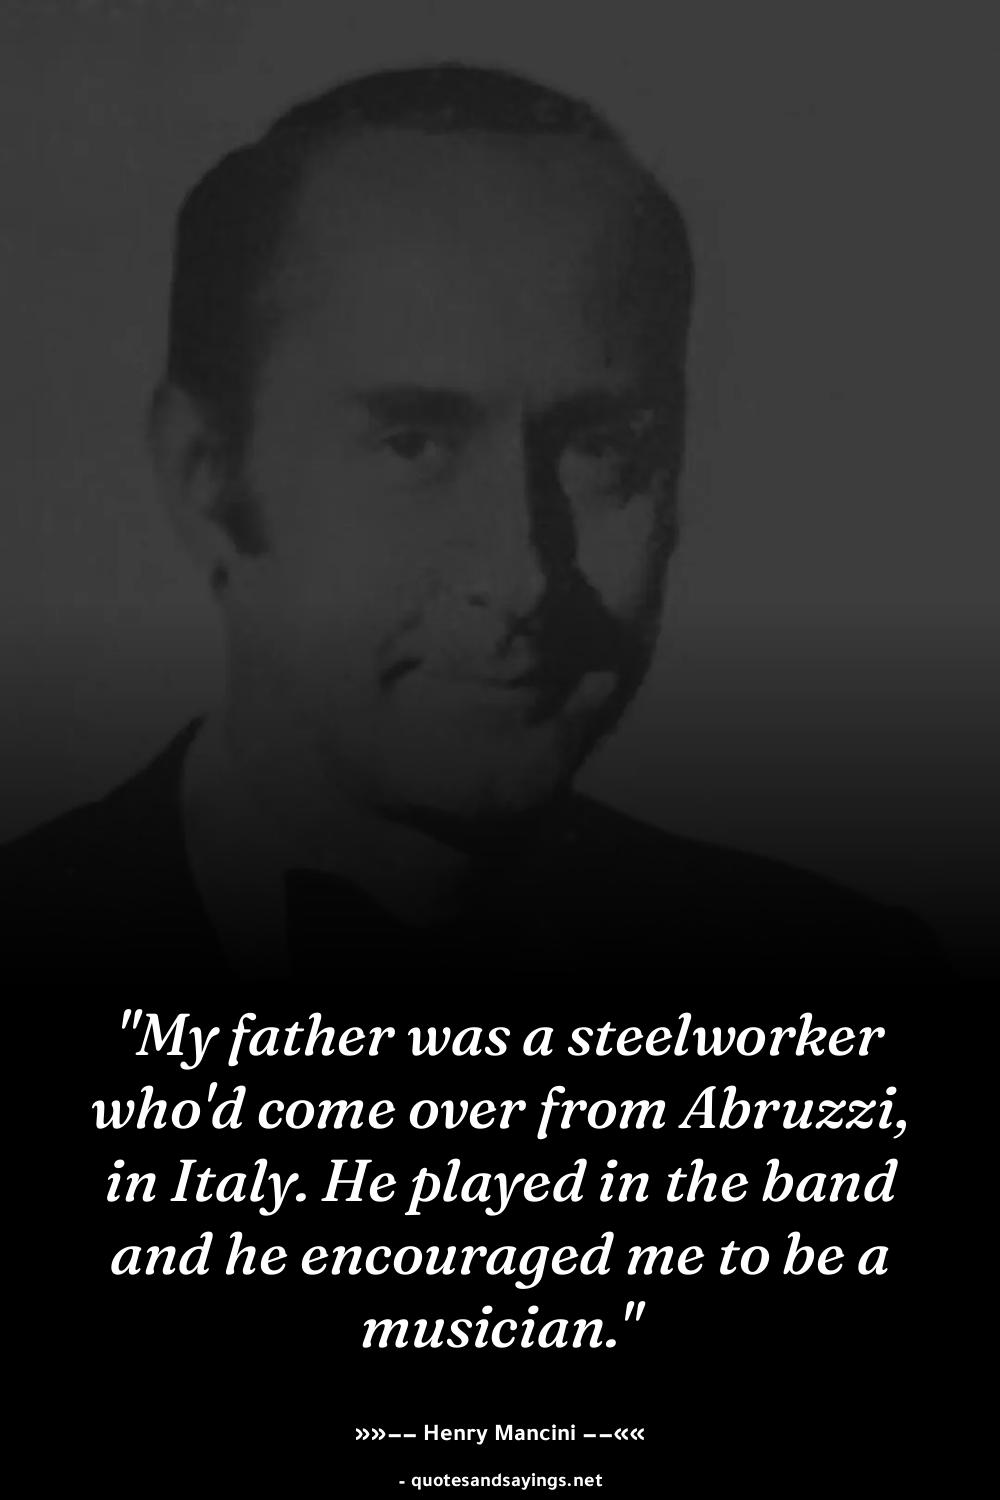 "My father was a steelworker
who'd come over from Abruzzi,
in Italy. He played in the band
and he encouraged me to be a
musician."
»»–– Henry Mancini ––««
- quotesandsayings.net